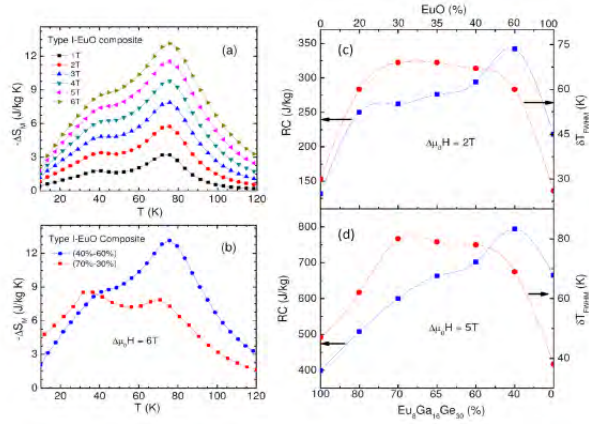 EuO (%)
0 20 30 35 40 60 100
Type I-EuO composite
(a)
1T
2T
3T
4T
5T
6T
12
9
6
3
0
-ΔS_M (J/kg K)
20 40 60 80 100 120
T (K)
(b)
Type I-EuO Composite
(40%-60%)
(70%-30%)
Δμ₀H = 6T
12
9
6
3
0
-ΔS_M (J/kg K)
20 40 60 80 100 120
T (K)
(c)
350
300
250
200
150
RC (J/kg)
Δμ₀H = 2T
75
60
45
30
δT_FWHM (K)
(d)
800
700
600
500
400
RC (J/kg)
Δμ₀H = 5T
80
60
40
δT_FWHM (K)
100 80 70 65 60 40 0
Eu₈Ga₁₆Ge₃₀ (%)